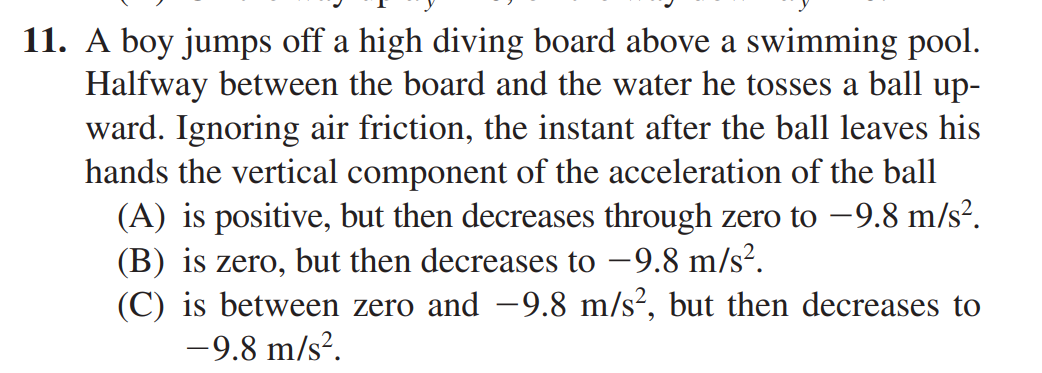 11. A boy jumps off a high diving board above a swimming pool.
Halfway between the board and the water he tosses a ball up-
ward. Ignoring air friction, the instant after the ball leaves his
hands the vertical component of the acceleration of the ball
(A) is positive, but then decreases through zero to −9.8 m/s².
(B) is zero, but then decreases to −9.8 m/s².
(C) is between zero and −9.8 m/s², but then decreases to
−9.8 m/s².